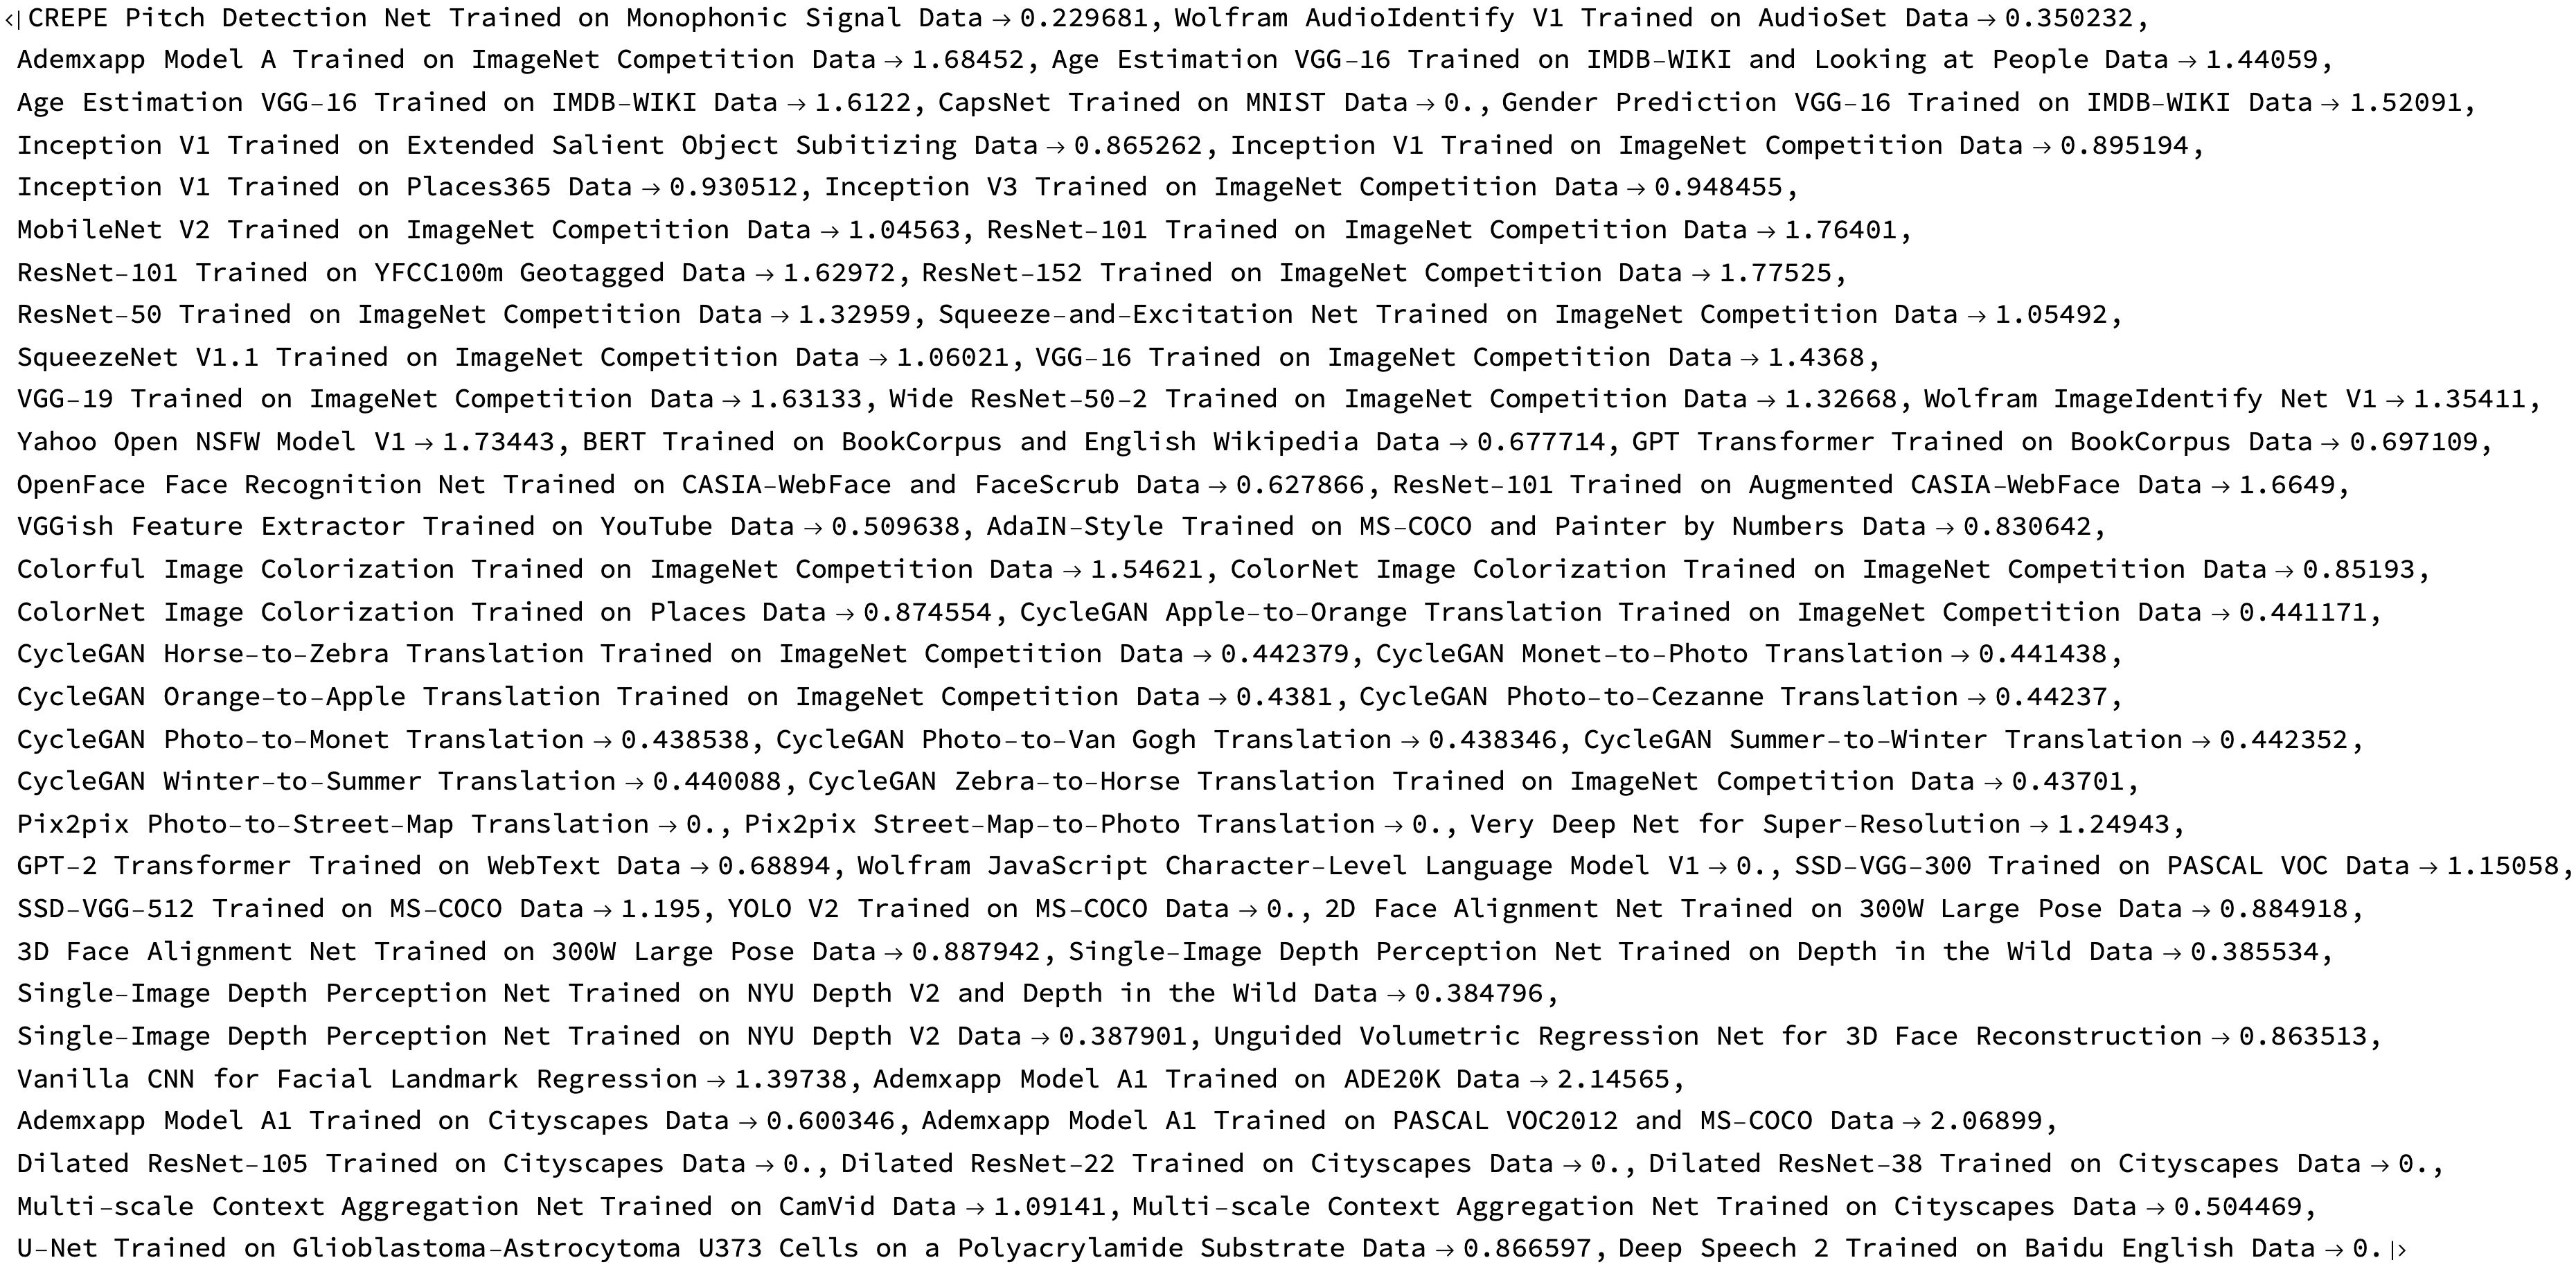 <|CREPE Pitch Detection Net Trained on Monophonic Signal Data → 0.229681, Wolfram AudioIdentify V1 Trained on AudioSet Data → 0.350232,
Ademxapp Model A Trained on ImageNet Competition Data → 1.68452, Age Estimation VGG-16 Trained on IMDB-WIKI and Looking at People Data → 1.44059,
Age Estimation VGG-16 Trained on IMDB-WIKI Data → 1.6122, CapsNet Trained on MNIST Data → 0., Gender Prediction VGG-16 Trained on IMDB-WIKI Data → 1.52091,
Inception V1 Trained on Extended Salient Object Subitizing Data → 0.865262, Inception V1 Trained on ImageNet Competition Data → 0.895194,
Inception V1 Trained on Places365 Data → 0.930512, Inception V3 Trained on ImageNet Competition Data → 0.948455,
MobileNet V2 Trained on ImageNet Competition Data → 1.04563, ResNet-101 Trained on ImageNet Competition Data → 1.76401,
ResNet-101 Trained on YFCC100m Geotagged Data → 1.62972, ResNet-152 Trained on ImageNet Competition Data → 1.77525,
ResNet-50 Trained on ImageNet Competition Data → 1.32959, Squeeze-and-Excitation Net Trained on ImageNet Competition Data → 1.05492,
SqueezeNet V1.1 Trained on ImageNet Competition Data → 1.06021, VGG-16 Trained on ImageNet Competition Data → 1.4368,
VGG-19 Trained on ImageNet Competition Data → 1.63133, Wide ResNet-50-2 Trained on ImageNet Competition Data → 1.32668, Wolfram ImageIdentify Net V1 → 1.35411,
Yahoo Open NSFW Model V1 → 1.73443, BERT Trained on BookCorpus and English Wikipedia Data → 0.677714, GPT Transformer Trained on BookCorpus Data → 0.697109,
OpenFace Face Recognition Net Trained on CASIA-WebFace and FaceScrub Data → 0.627866, ResNet-101 Trained on Augmented CASIA-WebFace Data → 1.6649,
VGGish Feature Extractor Trained on YouTube Data → 0.509638, AdaIN-Style Trained on MS-COCO and Painter by Numbers Data → 0.830642,
Colorful Image Colorization Trained on ImageNet Competition Data → 1.54621, ColorNet Image Colorization Trained on ImageNet Competition Data → 0.85193,
ColorNet Image Colorization Trained on Places Data → 0.874554, CycleGAN Apple-to-Orange Translation Trained on ImageNet Competition Data → 0.441171,
CycleGAN Horse-to-Zebra Translation Trained on ImageNet Competition Data → 0.442379, CycleGAN Monet-to-Photo Translation → 0.441438,
CycleGAN Orange-to-Apple Translation Trained on ImageNet Competition Data → 0.4381, CycleGAN Photo-to-Cezanne Translation → 0.44237,
CycleGAN Photo-to-Monet Translation → 0.438538, CycleGAN Photo-to-Van Gogh Translation → 0.438346, CycleGAN Summer-to-Winter Translation → 0.442352,
CycleGAN Winter-to-Summer Translation → 0.440088, CycleGAN Zebra-to-Horse Translation Trained on ImageNet Competition Data → 0.43701,
Pix2pix Photo-to-Street-Map Translation → 0., Pix2pix Street-Map-to-Photo Translation → 0., Very Deep Net for Super-Resolution → 1.24943,
GPT-2 Transformer Trained on WebText Data → 0.68894, Wolfram JavaScript Character-Level Language Model V1 → 0., SSD-VGG-300 Trained on PASCAL VOC Data → 1.15058,
SSD-VGG-512 Trained on MS-COCO Data → 1.195, YOLO V2 Trained on MS-COCO Data → 0., 2D Face Alignment Net Trained on 300W Large Pose Data → 0.884918,
3D Face Alignment Net Trained on 300W Large Pose Data → 0.887942, Single-Image Depth Perception Net Trained on Depth in the Wild Data → 0.385534,
Single-Image Depth Perception Net Trained on NYU Depth V2 and Depth in the Wild Data → 0.384796,
Single-Image Depth Perception Net Trained on NYU Depth V2 Data → 0.387901, Unguided Volumetric Regression Net for 3D Face Reconstruction → 0.863513,
Vanilla CNN for Facial Landmark Regression → 1.39738, Ademxapp Model A1 Trained on ADE20K Data → 2.14565,
Ademxapp Model A1 Trained on Cityscapes Data → 0.600346, Ademxapp Model A1 Trained on PASCAL VOC2012 and MS-COCO Data → 2.06899,
Dilated ResNet-105 Trained on Cityscapes Data → 0., Dilated ResNet-22 Trained on Cityscapes Data → 0., Dilated ResNet-38 Trained on Cityscapes Data → 0.,
Multi-scale Context Aggregation Net Trained on CamVid Data → 1.09141, Multi-scale Context Aggregation Net Trained on Cityscapes Data → 0.504469,
U-Net Trained on Glioblastoma-Astrocytoma U373 Cells on a Polyacrylamide Substrate Data → 0.866597, Deep Speech 2 Trained on Baidu English Data → 0.|>